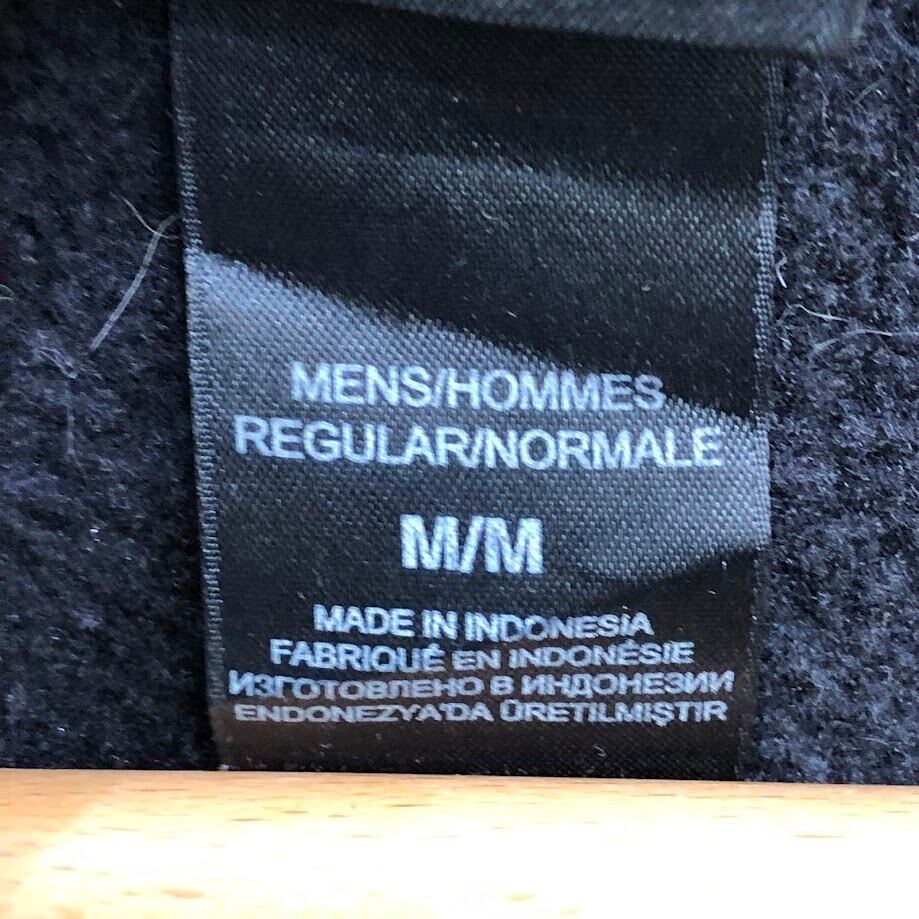 MENS/HOMMES
REGULAR/NORMALE
M/M
MADE IN INDONESIA
FABRIQUÉ EN INDONÉSIE
ИЗГОТОВЛЕНО В ИНДОНЕЗИИ
ENDONEZYA'DA ÜRETILMIŞTIR